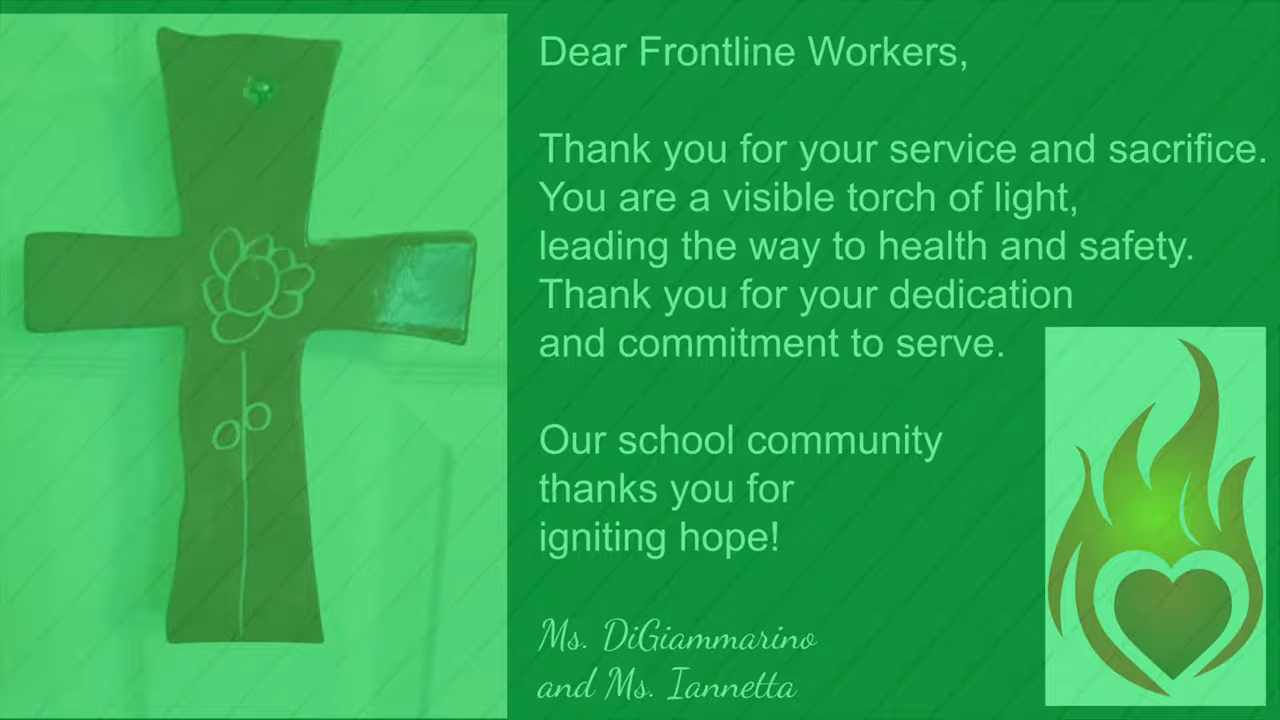 Dear Frontline Workers,
Thank you for your service and sacrifice.
You are a visible torch of light,
leading the way to health and safety.
Thank you for your dedication
and commitment to serve.
Our school community
thanks you for
igniting hope!
Ms. DiGiammarino
and Ms. Iannetta